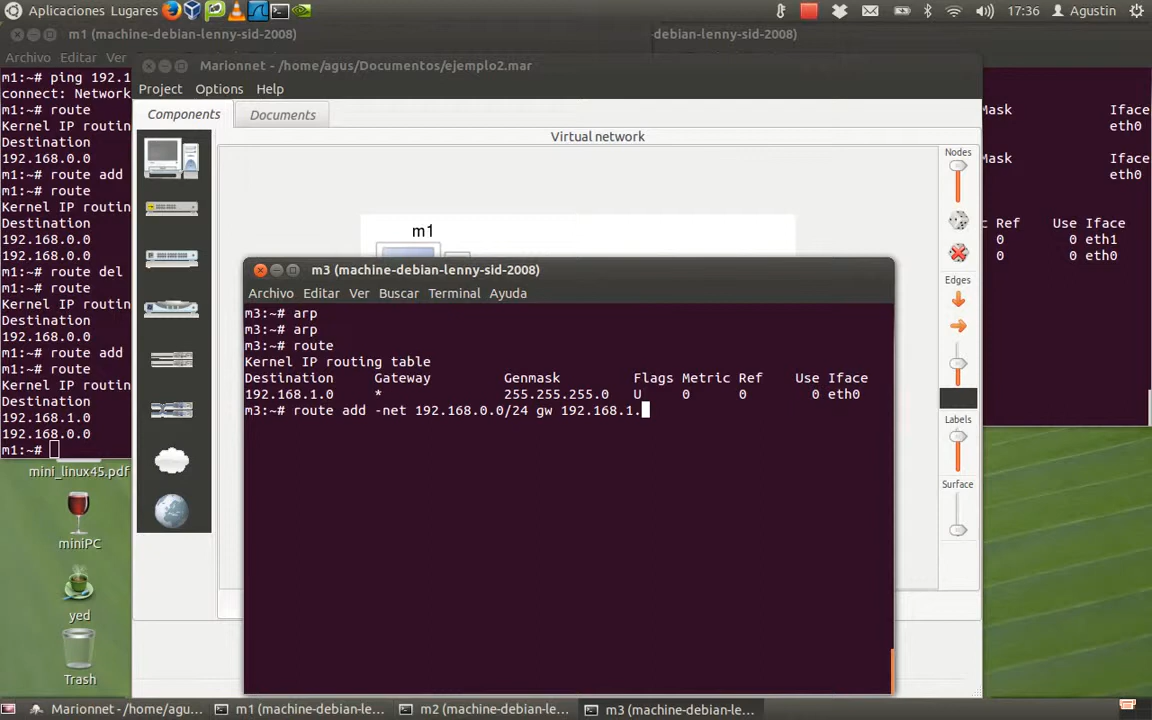 Aplicaciones Lugares
17:36 Agustin
m1 (machine-debian-lenny-sid-2008)
-debian-lenny-sid-2008)
Archivo Editar Ver
m1:~# ping 192.1
connect: Network
m1:~# route
Kernel IP routin
Destination
192.168.0.0
m1:~# route add
m1:~# route
Kernel IP routin
Destination
192.168.0.0
192.168.0.0
m1:~# route del
m1:~# route
Kernel IP routin
Destination
192.168.0.0
m1:~# route add
m1:~# route
Kernel IP routin
Destination
192.168.1.0
192.168.0.0
m1:~#
Marionnet - /home/agus/Documentos/ejemplo2.mar
Project Options Help
Components Documents
Virtual network
m1
Nodes
Edges
Labels
Surface
Mask Iface
eth0
Mask Iface
eth0
c Ref Use Iface
0 0 eth1
0 0 eth0
m3 (machine-debian-lenny-sid-2008)
Archivo Editar Ver Buscar Terminal Ayuda
m3:~# arp
m3:~# arp
m3:~# route
Kernel IP routing table
Destination Gateway Genmask Flags Metric Ref Use Iface
192.168.1.0 * 255.255.255.0 U 0 0 0 eth0
m3:~# route add -net 192.168.0.0/24 gw 192.168.1.
mini_linux45.pdf
miniPC
yed
Trash
Marionnet - /home/agu... m1 (machine-debian-le... m2 (machine-debian-le... m3 (machine-debian-le...